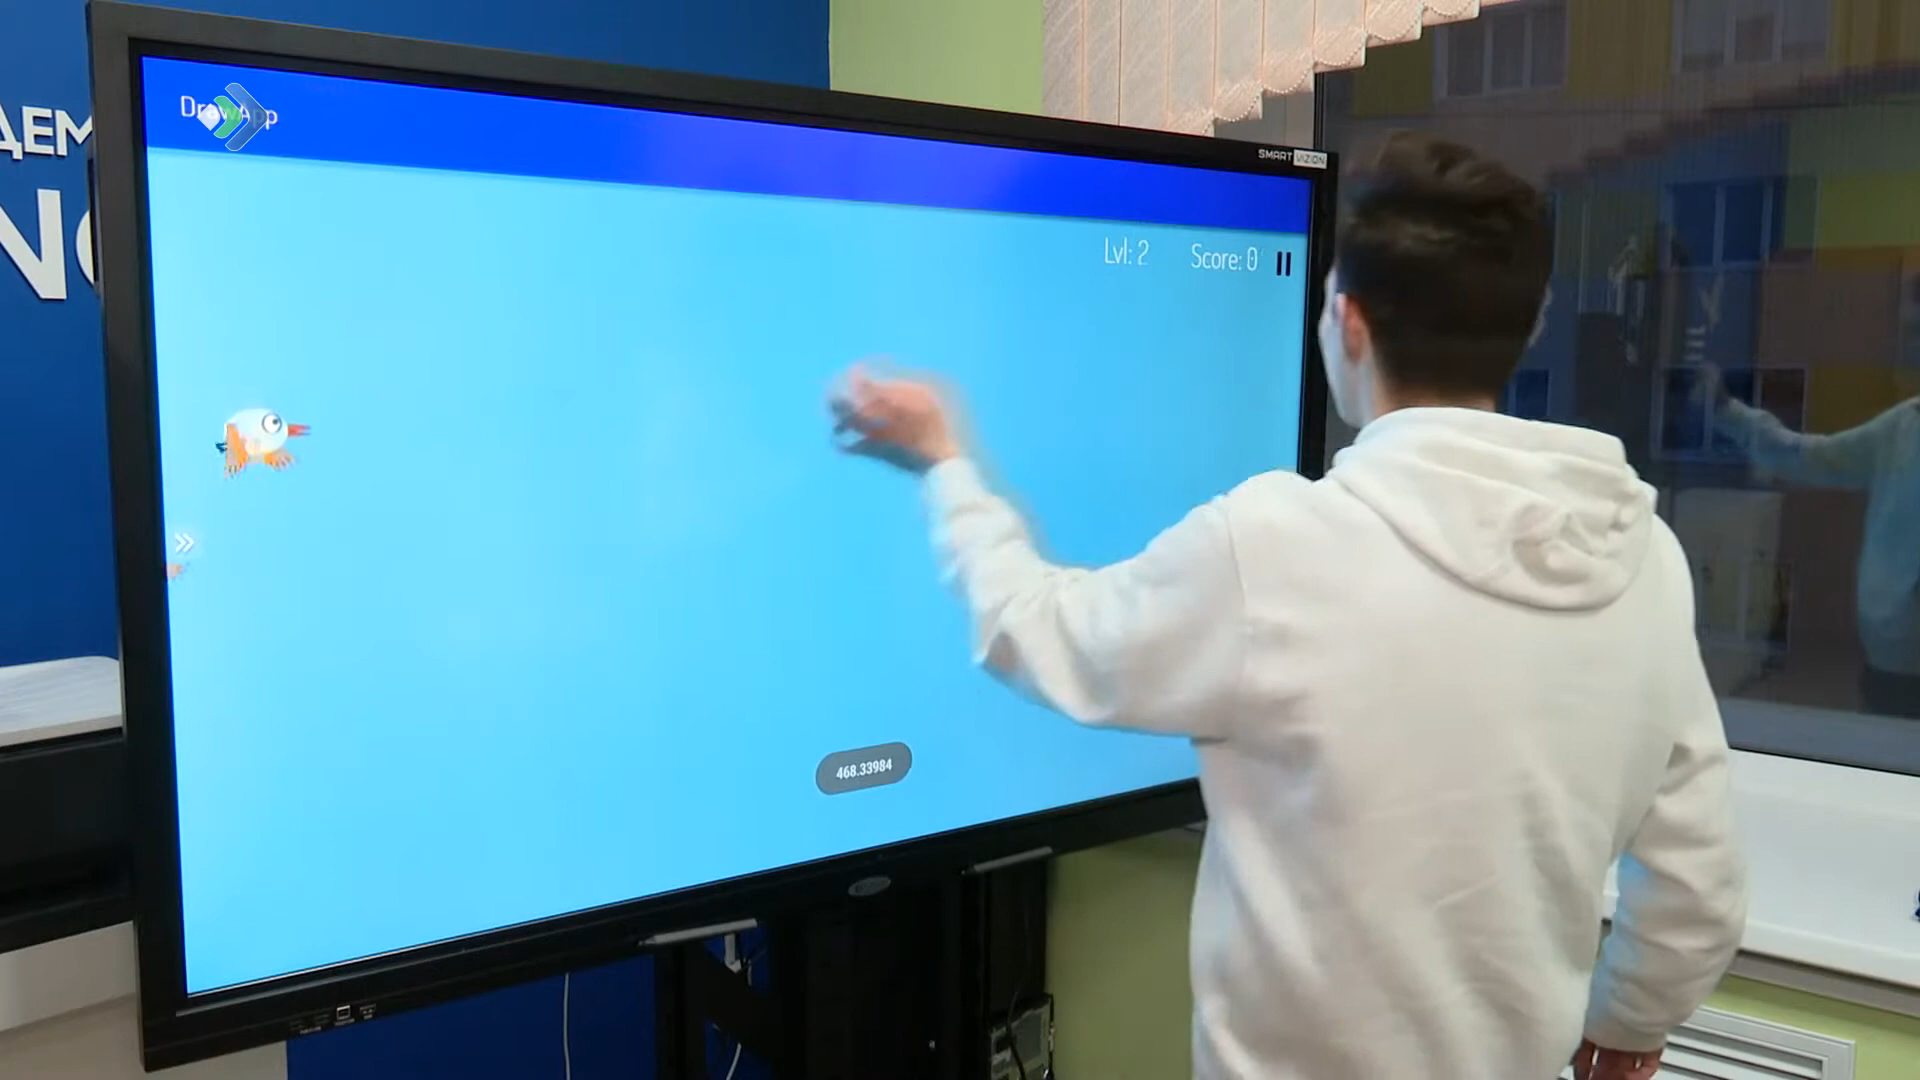 DrawApp
SMART VIZION
Lvl: 2
Score: 0
468.33984
ДЕМ